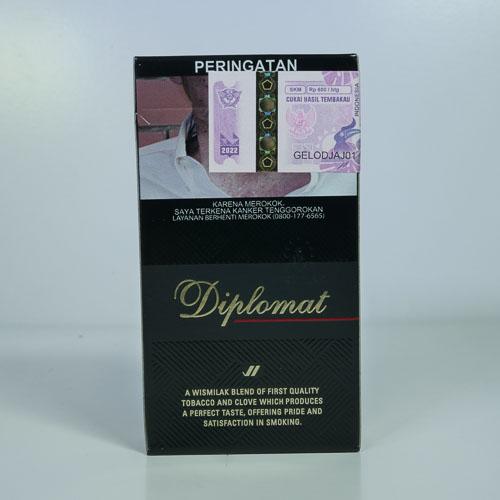 PERINGATAN
SKM Rp 600 / btg
CUKAI HASIL TEMBAKAU
INDONESIA
2022
GELODJAJ01
KARENA MEROKOK,
SAYA TERKENA KANKER TENGGOROKAN
LAYANAN BERHENTI MEROKOK (0800-177-6565)
Diplomat
A WISMILAK BLEND OF FIRST QUALITY
TOBACCO AND CLOVE WHICH PRODUCES
A PERFECT TASTE, OFFERING PRIDE AND
SATISFACTION IN SMOKING.